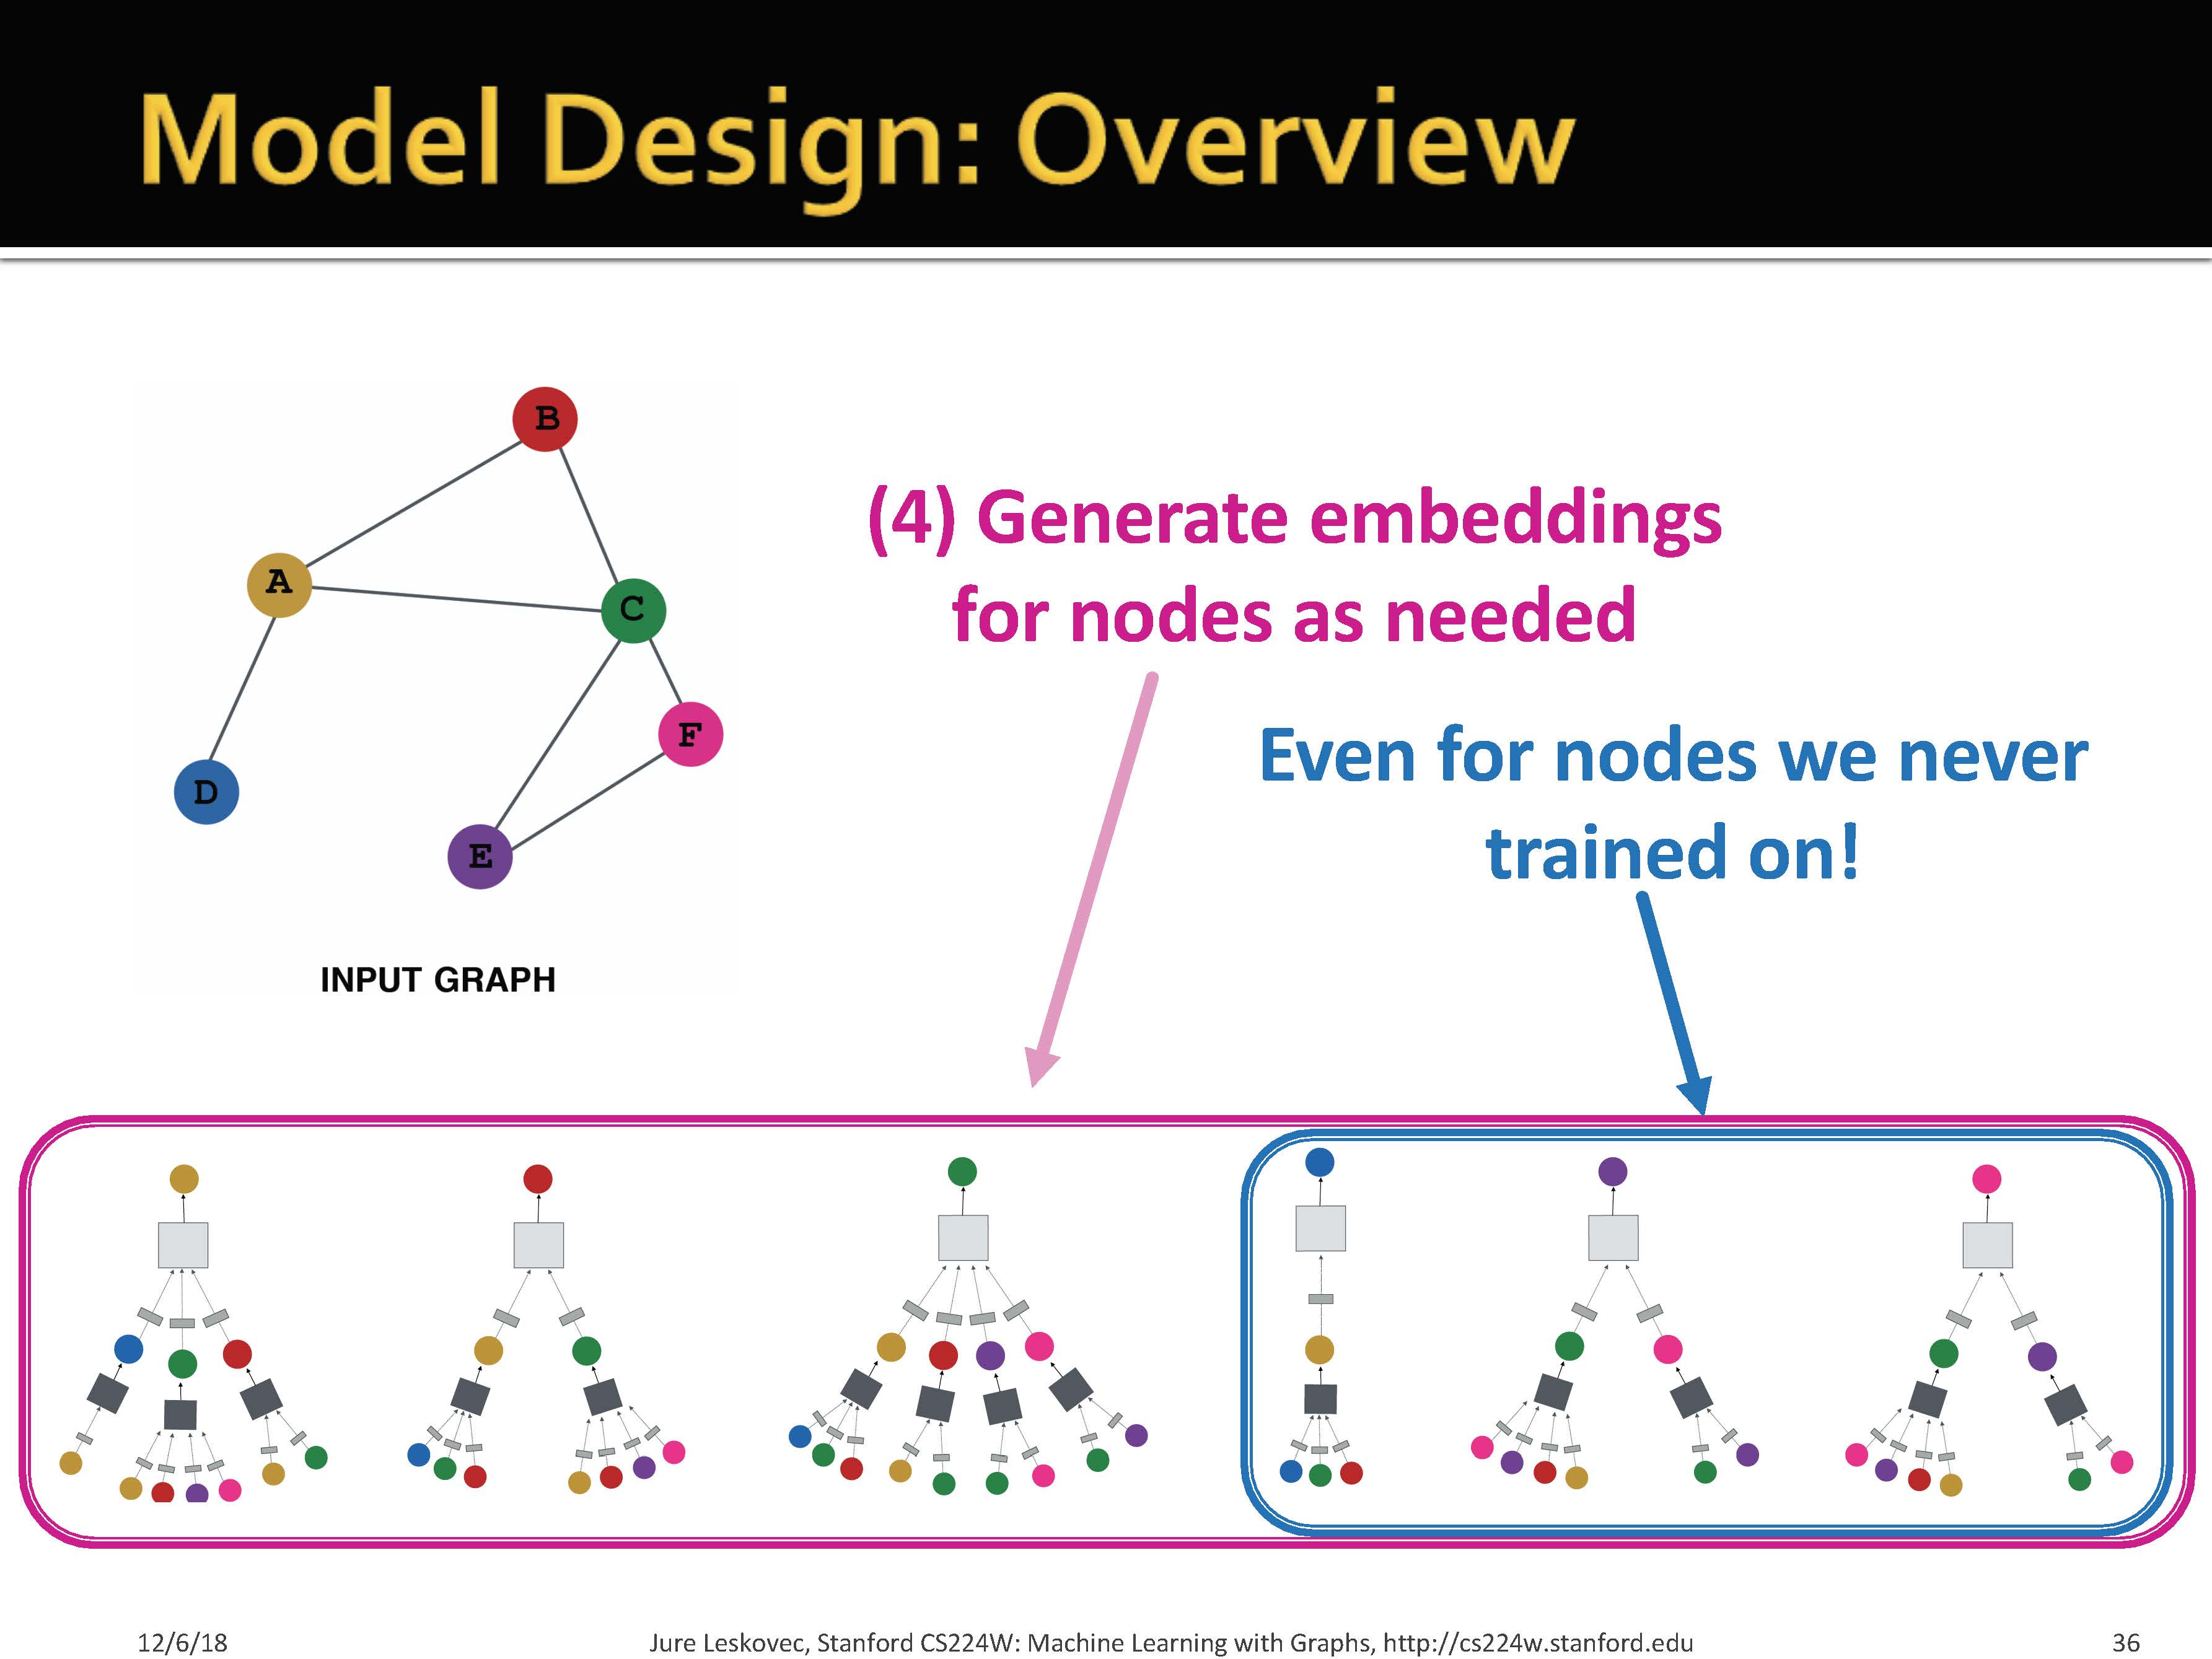 Model Design: Overview
B
A
C
F
D
E
INPUT GRAPH
(4) Generate embeddings
for nodes as needed
Even for nodes we never
trained on!
12/6/18
Jure Leskovec, Stanford CS224W: Machine Learning with Graphs, http://cs224w.stanford.edu
36